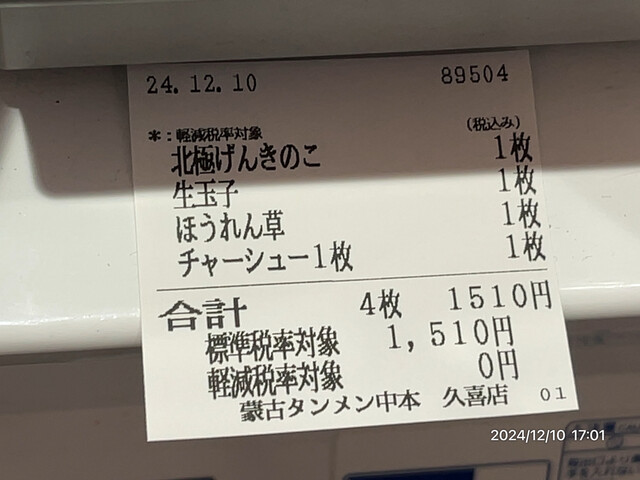 24.12.10 89504
*：軽減税率対象 (税込み)
北極げんきのこ 1枚
生玉子 1枚
ほうれん草 1枚
チャーシュー1枚 1枚
合計 4枚 1510円
標準税率対象 1,510円
軽減税率対象 0円
蒙古タンメン中本 久喜店 01
2024/12/10 17:01